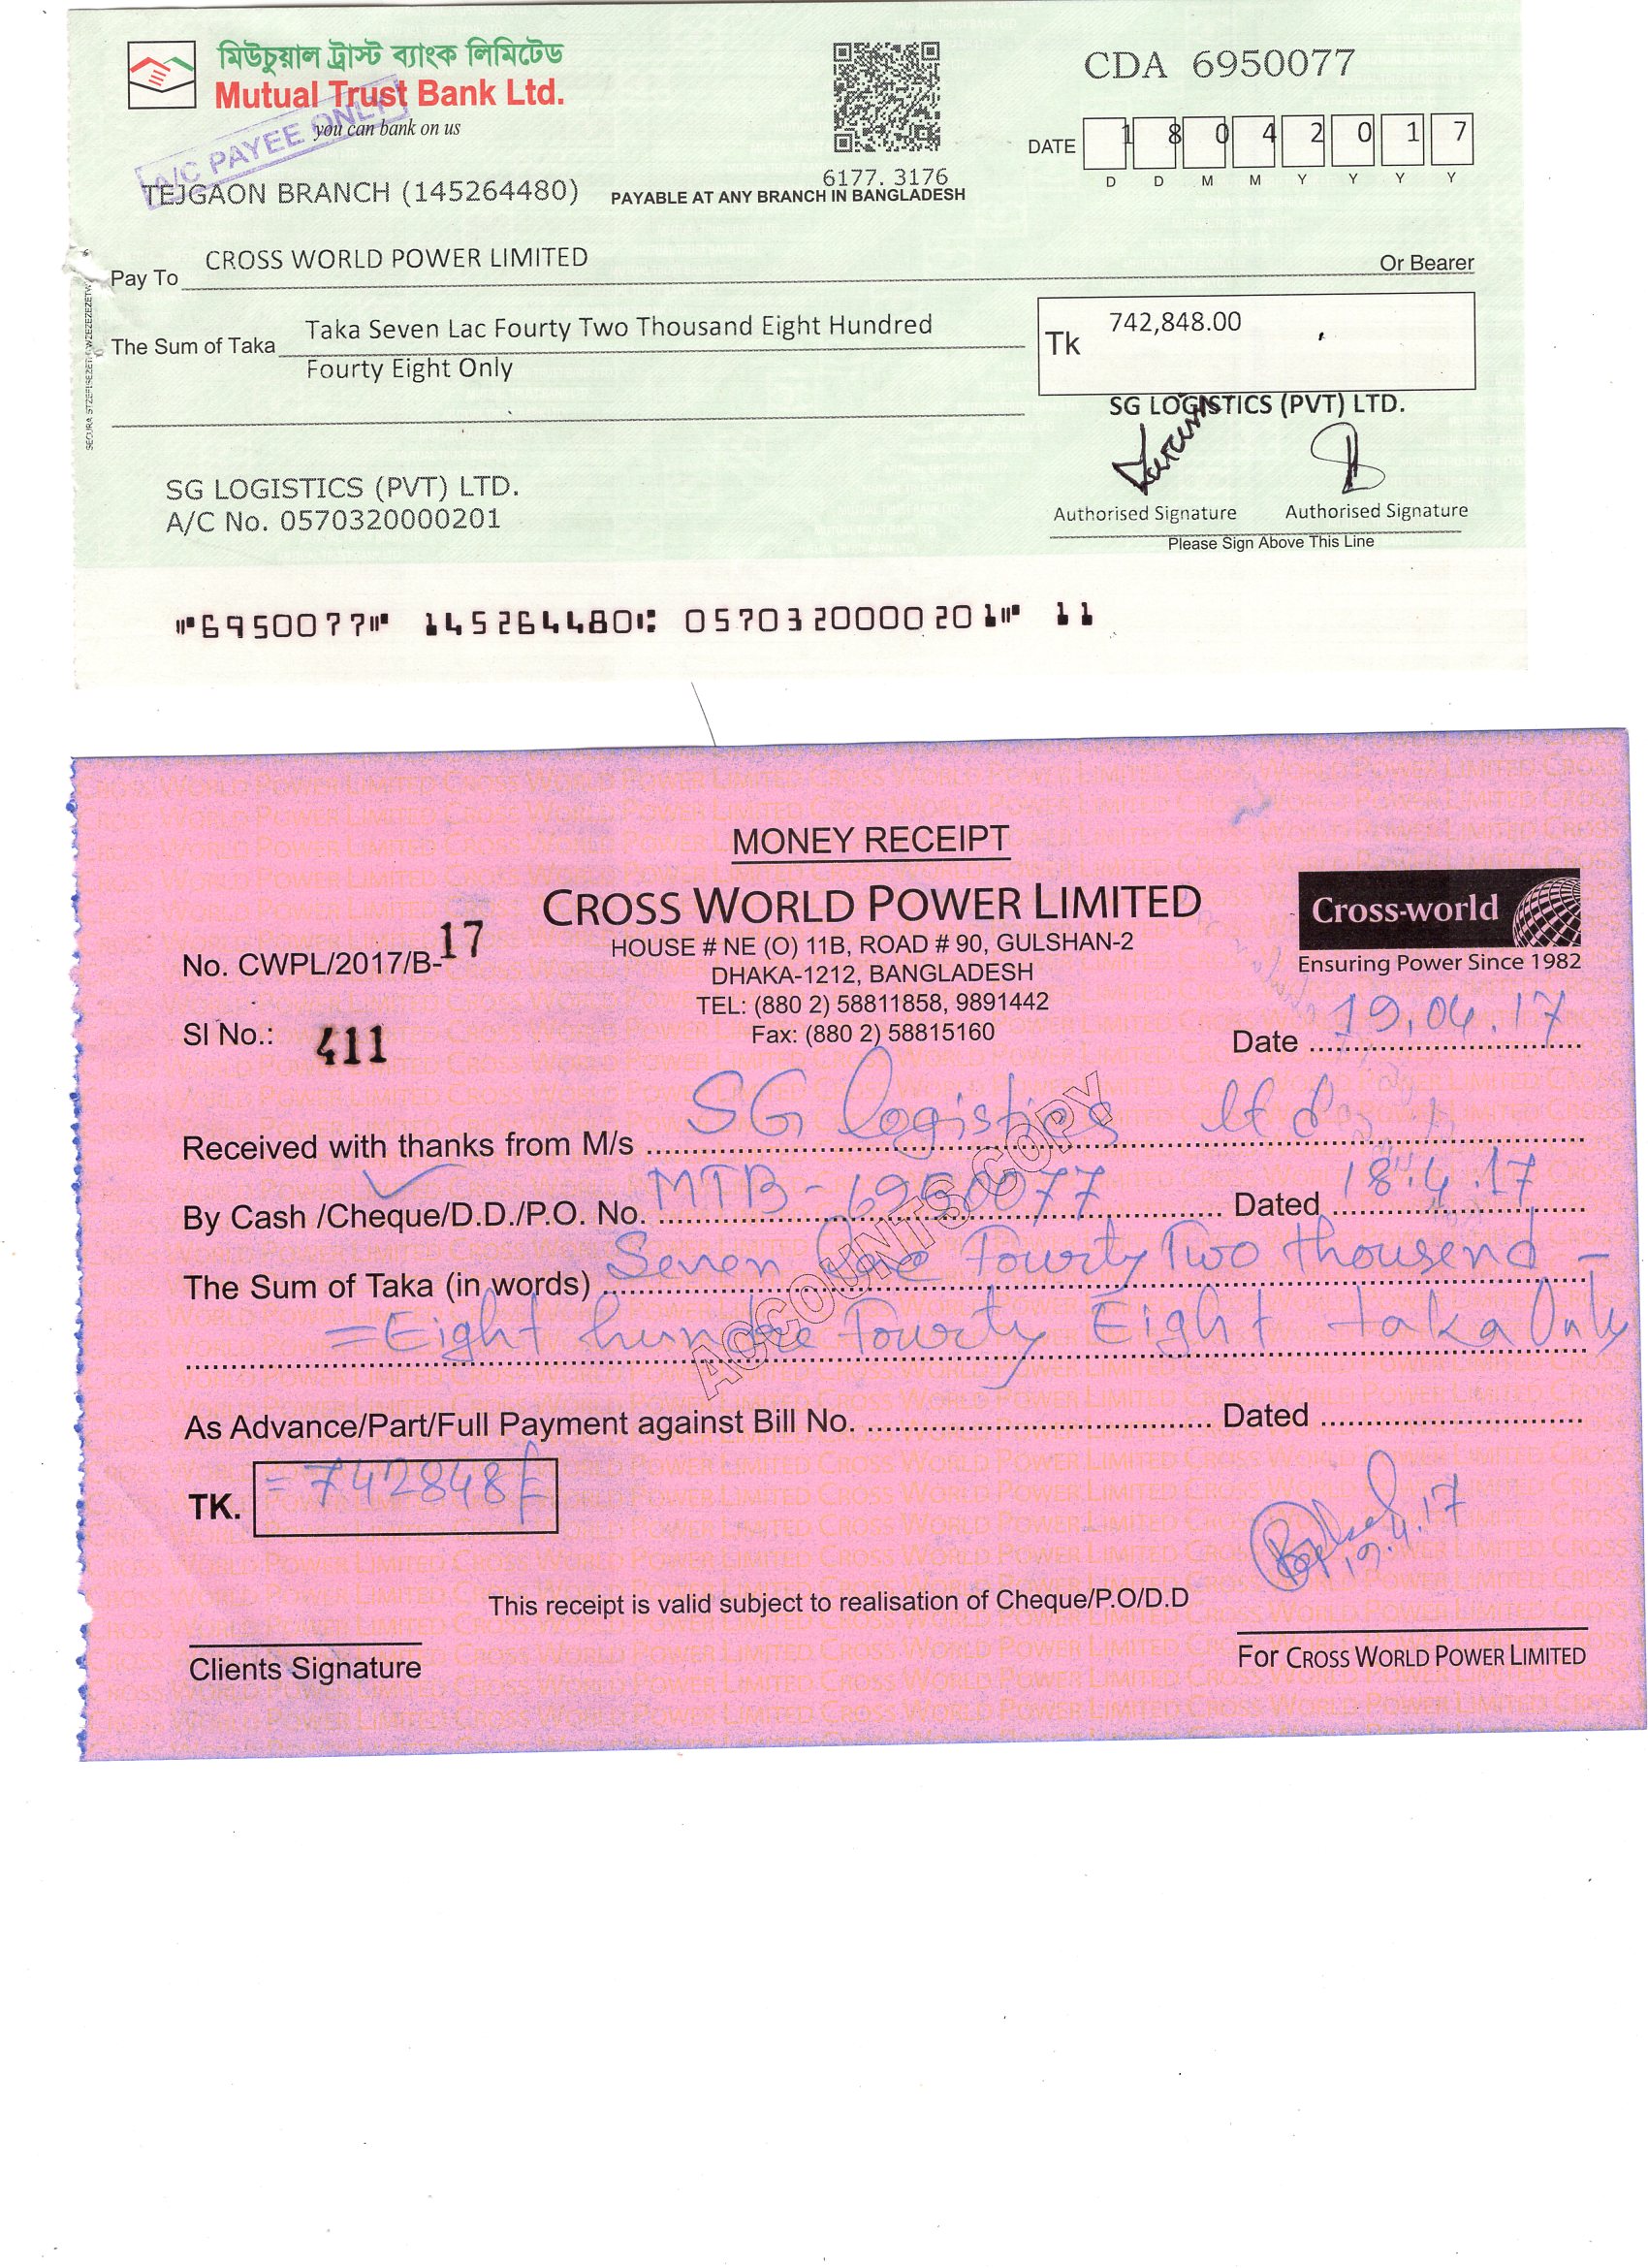 মিউচুয়াল ট্রাস্ট ব্যাংক লিমিটেড
Mutual Trust Bank Ltd.
you can bank on us
A/C PAYEE ONLY
CDA 6950077
DATE 1 8 0 4 2 0 1 7
D D M M Y Y Y Y
6177. 3176
TEJGAON BRANCH (145264480) PAYABLE AT ANY BRANCH IN BANGLADESH
Pay To CROSS WORLD POWER LIMITED Or Bearer
The Sum of Taka Taka Seven Lac Fourty Two Thousand Eight Hundred
Fourty Eight Only
Tk 742,848.00
SG LOGISTICS (PVT) LTD.
SG LOGISTICS (PVT) LTD.
A/C No. 0570320000201
Authorised Signature Authorised Signature
Please Sign Above This Line
⑈6950077⑈ 145264480⑆ 0570320000201⑈ 11
MONEY RECEIPT
CROSS WORLD POWER LIMITED
HOUSE # NE (O) 11B, ROAD # 90, GULSHAN-2
DHAKA-1212, BANGLADESH
TEL: (880 2) 58811858, 9891442
Fax: (880 2) 58815160
Cross-world
Ensuring Power Since 1982
No. CWPL/2017/B-17
Sl No.: 411
Date 19.04.17
Received with thanks from M/s SG logistics Ltd
By Cash /Cheque/D.D./P.O. No. MTB-6950077 Dated 18.4.17
The Sum of Taka (in words) Seven Lac Fourty Two thousend -
=Eight hundre Fourty Eight taka Only
ACCOUNTS COPY
As Advance/Part/Full Payment against Bill No. Dated
TK. =742848/=
19.4.17
This receipt is valid subject to realisation of Cheque/P.O/D.D
Clients Signature
For CROSS WORLD POWER LIMITED